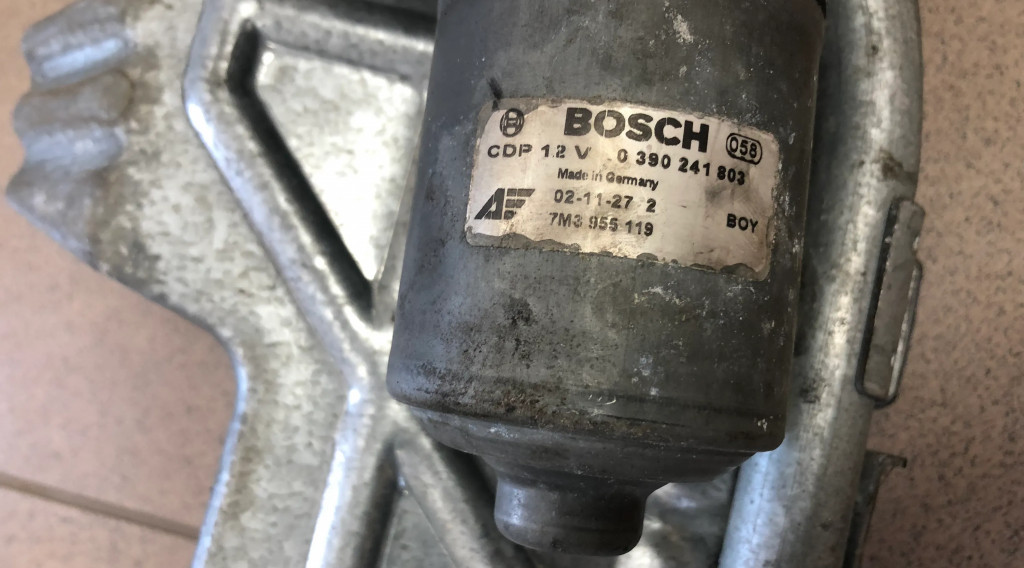 BOSCH 058
CDP 12 V 0 390 241 803
Made in Germany
02-11-27 2
7M3 955 119 BOY